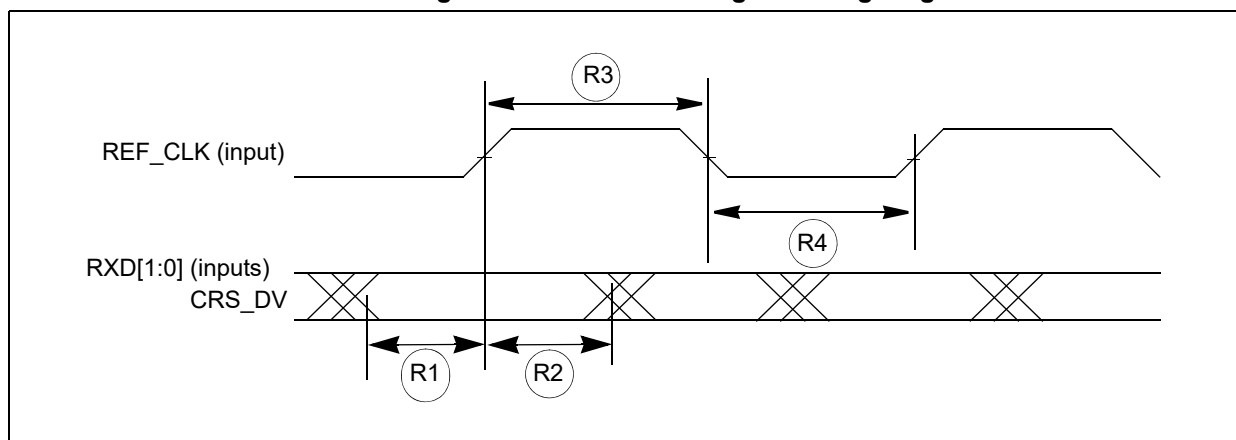 R3
REF_CLK (input)
R4
RXD[1:0] (inputs)
CRS_DV
R1
R2